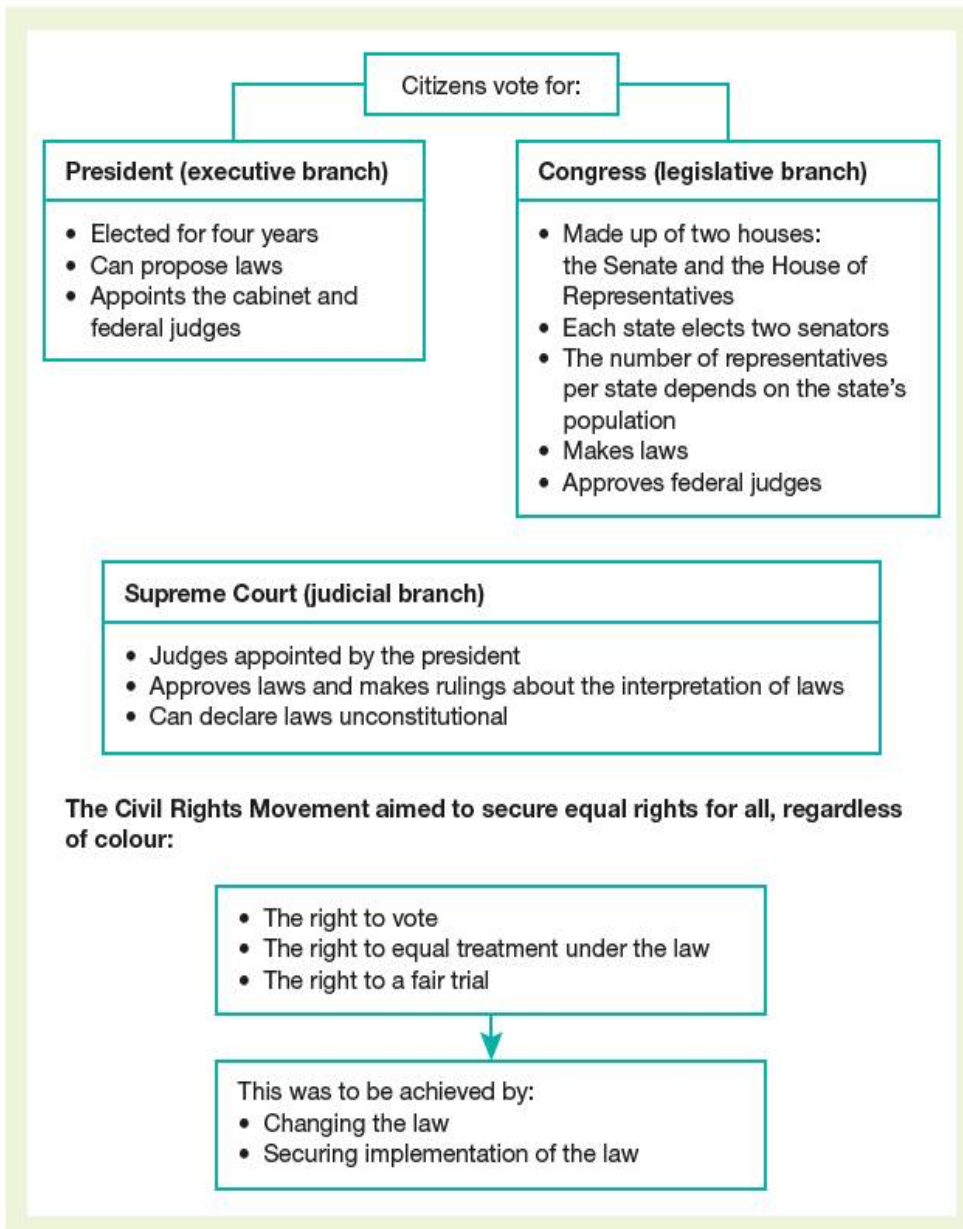 Citizens vote for:
President (executive branch)
• Elected for four years
• Can propose laws
• Appoints the cabinet and
federal judges
Congress (legislative branch)
• Made up of two houses:
the Senate and the House of
Representatives
• Each state elects two senators
• The number of representatives
per state depends on the state’s
population
• Makes laws
• Approves federal judges
Supreme Court (judicial branch)
• Judges appointed by the president
• Approves laws and makes rulings about the interpretation of laws
• Can declare laws unconstitutional
The Civil Rights Movement aimed to secure equal rights for all, regardless
of colour:
• The right to vote
• The right to equal treatment under the law
• The right to a fair trial
This was to be achieved by:
• Changing the law
• Securing implementation of the law